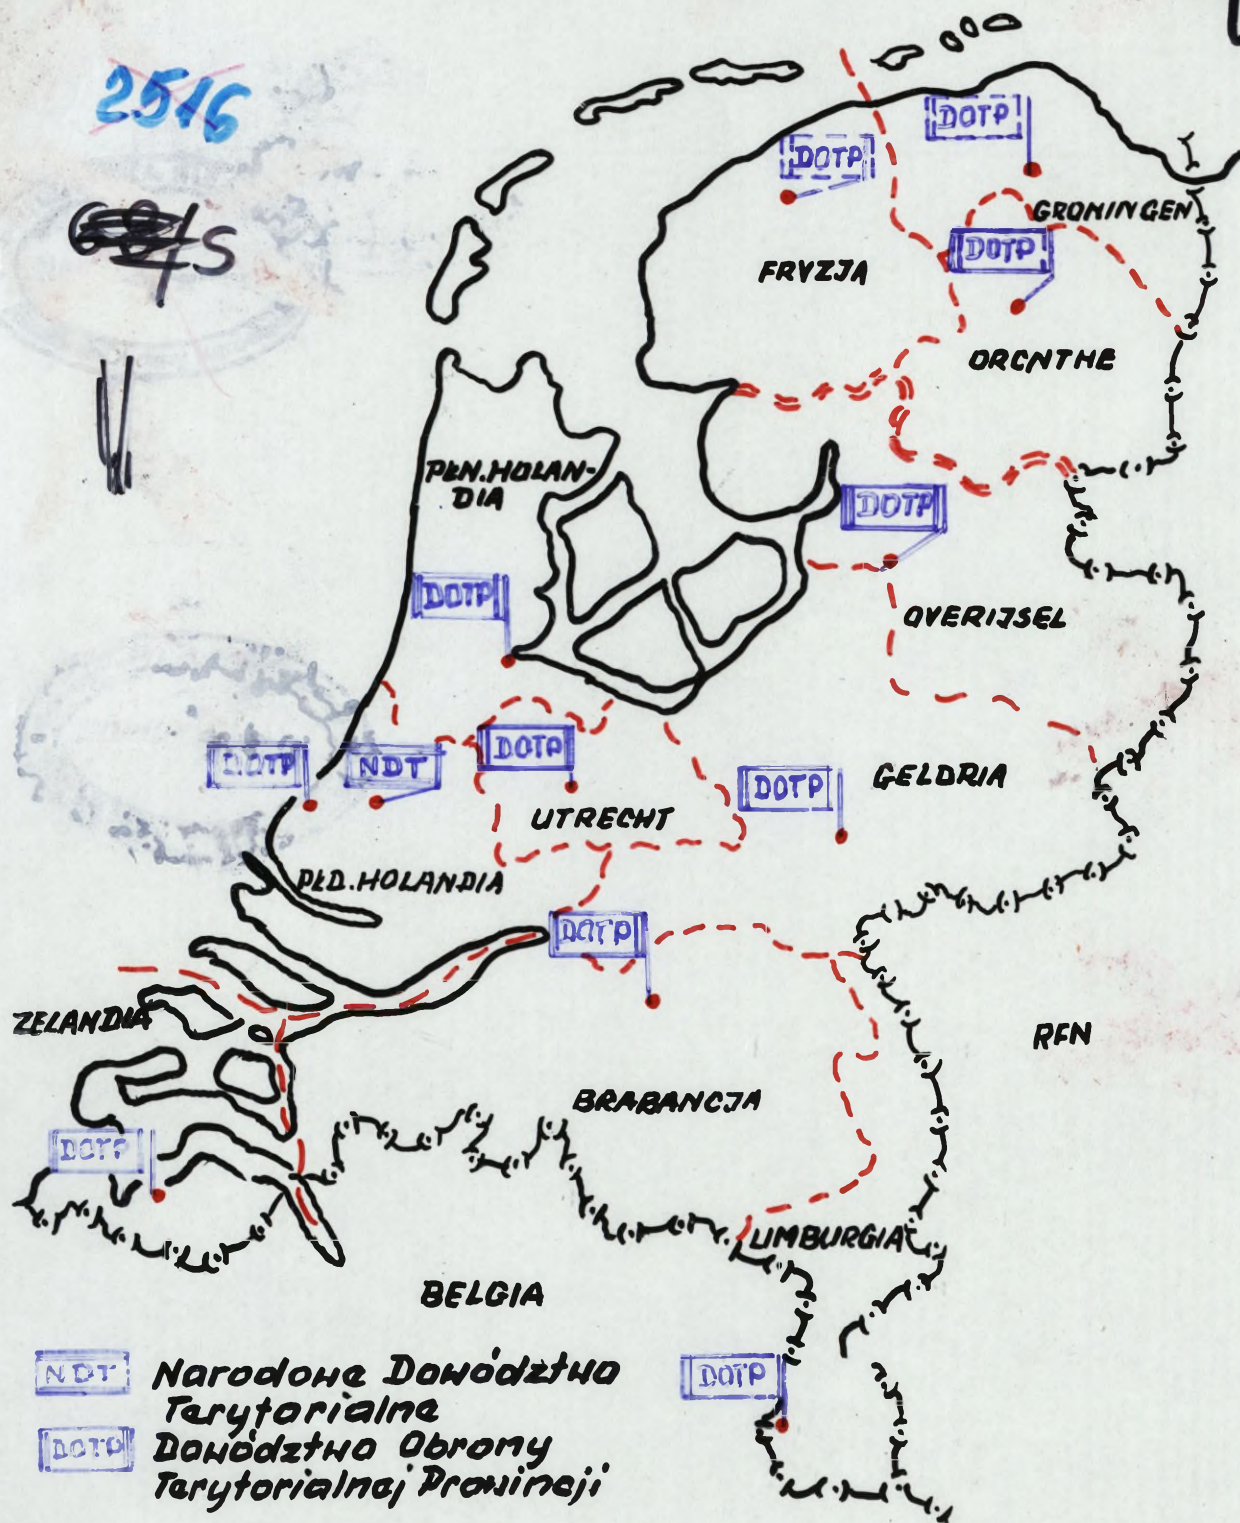 2516
DOTP
DOTP
GRONINGEN
DOTP
FRYZJA
DRENTHE
PŁN. HOLAN-
DIA
DOTP
OVERIJSEL
DOTP
DOTP
NDT
DOTP
DOTP
GELDRIA
UTRECHT
PŁD. HOLANDIA
DOTP
ZELANDIA
RFN
BRABANCJA
DOTP
LIMBURGIA
BELGIA
DOTP
NDT Narodowe Dowództwo
Terytorialne
DOTP Dowództwo Obrony
Terytorialnej Prowincji